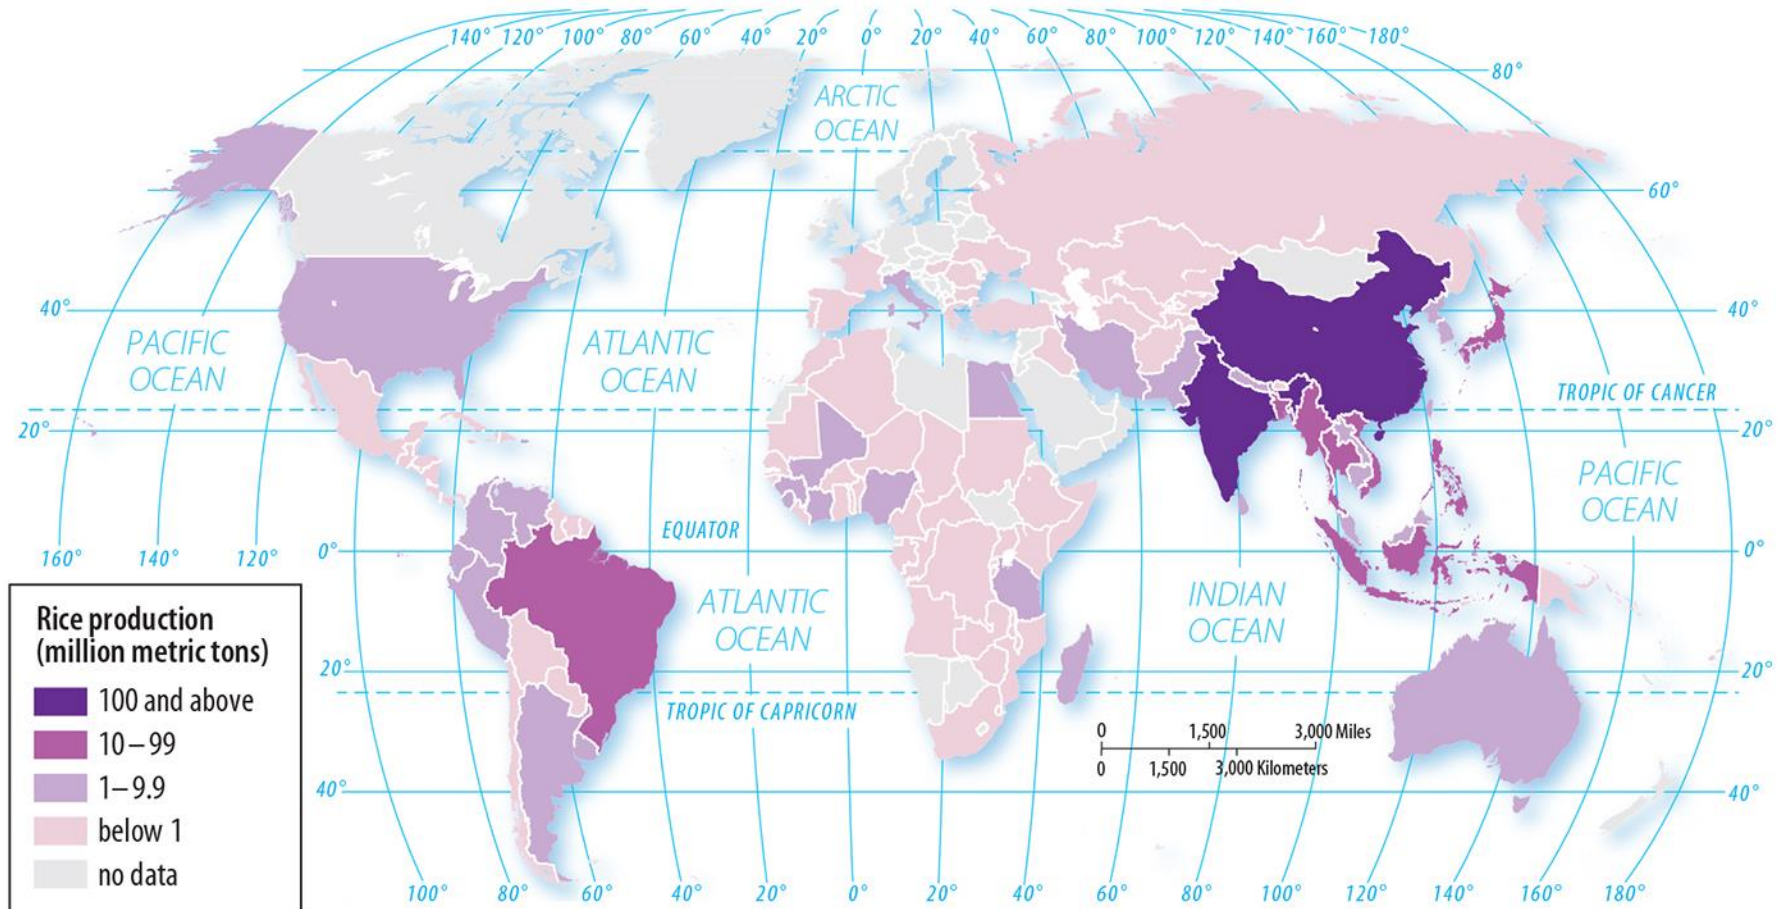 140° 120° 100° 80° 60° 40° 20° 0° 20° 40° 60° 80° 100° 120° 140° 160° 180°
80°
ARCTIC
OCEAN
60°
40°
40°
PACIFIC
OCEAN
ATLANTIC
OCEAN
TROPIC OF CANCER
20°
20°
PACIFIC
OCEAN
EQUATOR
160° 140° 120° 0°
0°
ATLANTIC
OCEAN
INDIAN
OCEAN
20°
20°
TROPIC OF CAPRICORN
0 1,500 3,000 Miles
0 1,500 3,000 Kilometers
40°
40°
100° 80° 60° 40° 20° 0° 20° 40° 60° 80° 100° 120° 140° 160° 180°
Rice production
(million metric tons)
100 and above
10–99
1–9.9
below 1
no data